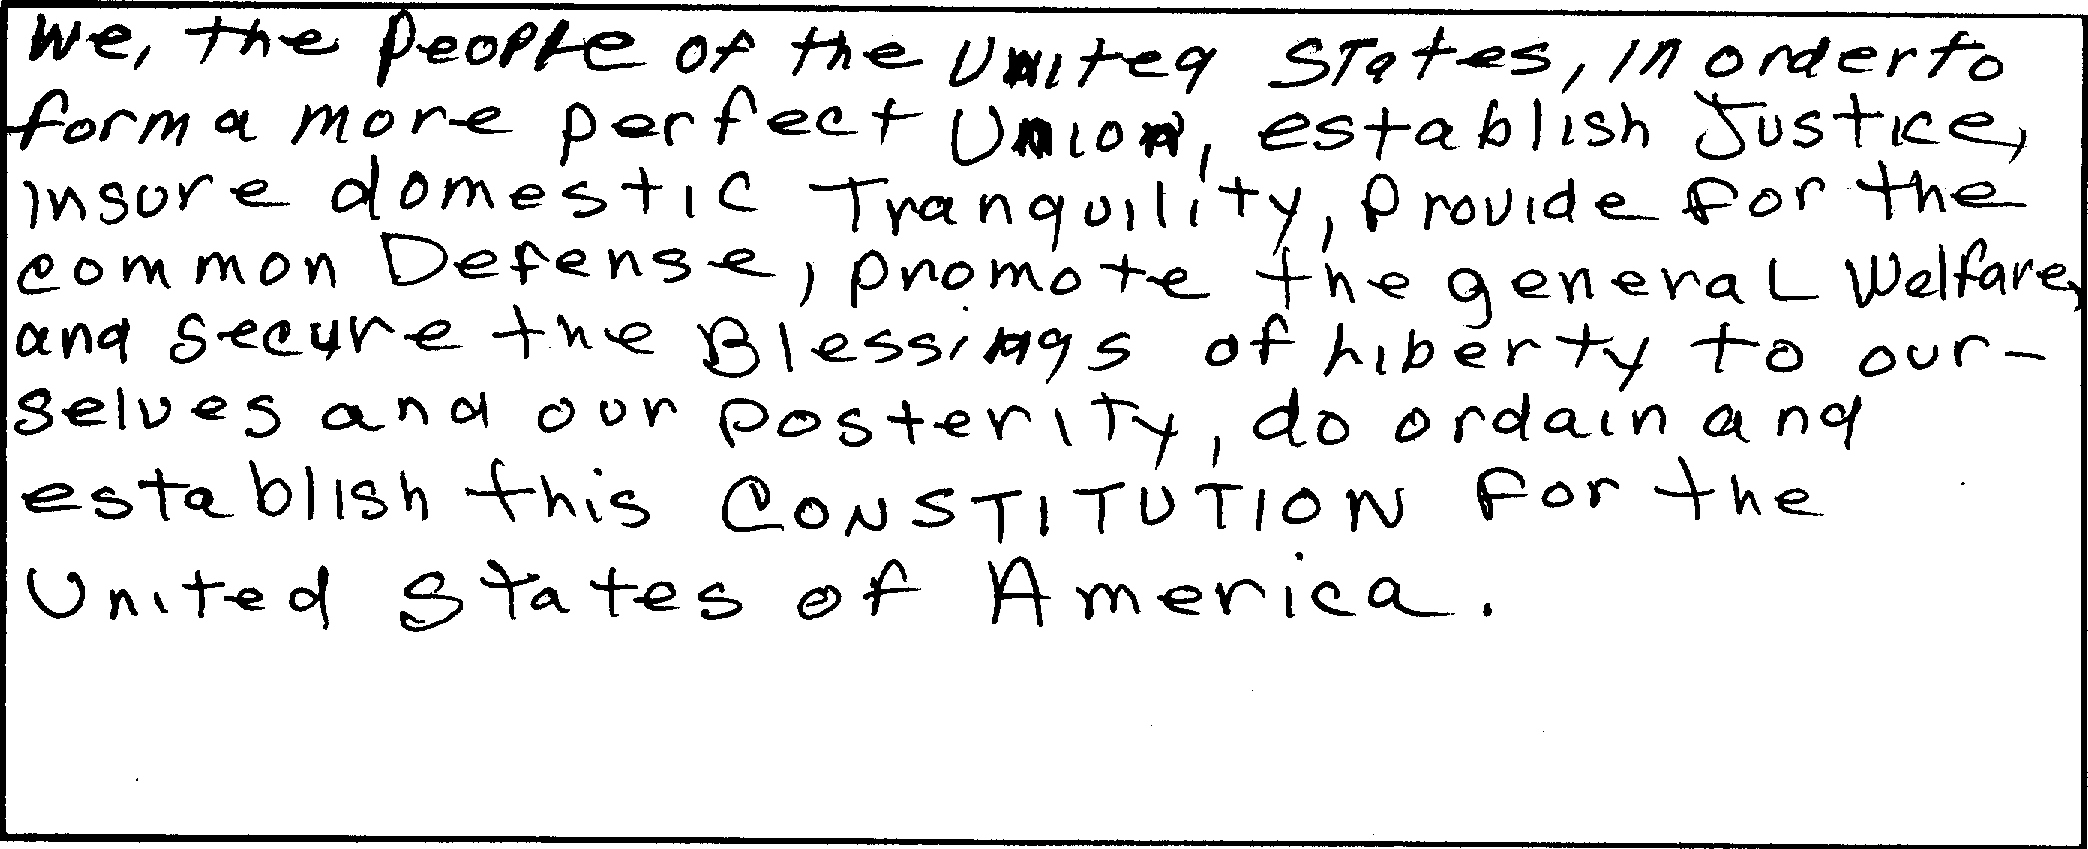 We, the People of the United States, in order to
form a more perfect Union, establish Justice,
insure domestic Tranquility, Provide for the
common Defense, promote the general Welfare,
and secure the Blessings of Liberty to our-
selves and our posterity, do ordain and
establish this CONSTITUTION for the
United States of America.